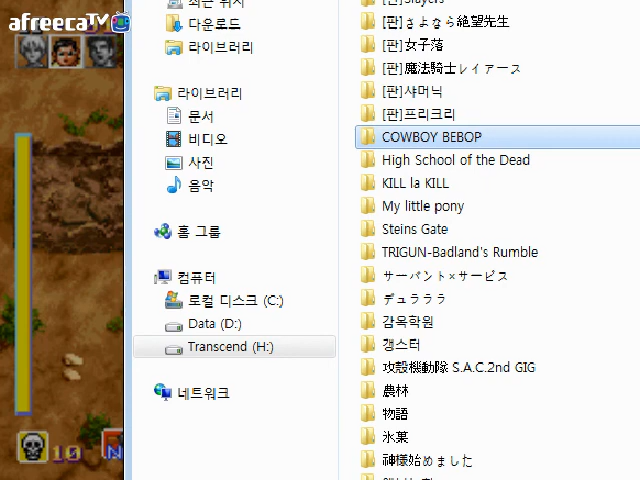 afreecaTV
최근 위치
다운로드
라이브러리
라이브러리
문서
비디오
사진
음악
홈 그룹
컴퓨터
로컬 디스크 (C:)
Data (D:)
Transcend (H:)
네트워크
10
N
[판]Slayers
[판]さよなら絶望先生
[판]女子落
[판]魔法騎士レイアース
[판]샤머닉
[판]프리크리
COWBOY BEBOP
High School of the Dead
KILL la KILL
My little pony
Steins Gate
TRIGUN-Badland's Rumble
サーバント×サービス
デュラララ
감옥학원
갱스터
攻殻機動隊 S.A.C.2nd GIG
農林
物語
氷菓
神様始めました